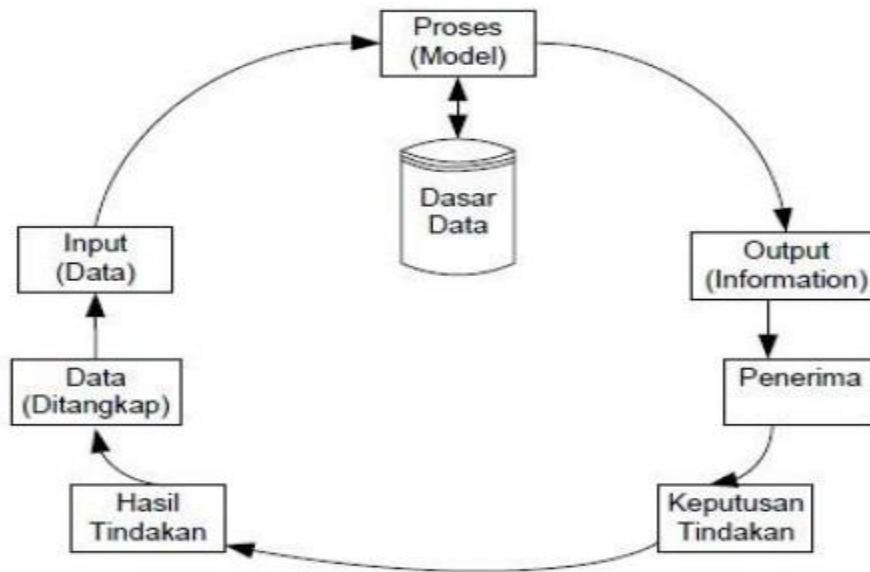 Proses
(Model)
Dasar
Data
Input
(Data)
Output
(Information)
Data
(Ditangkap)
Penerima
Hasil
Tindakan
Keputusan
Tindakan